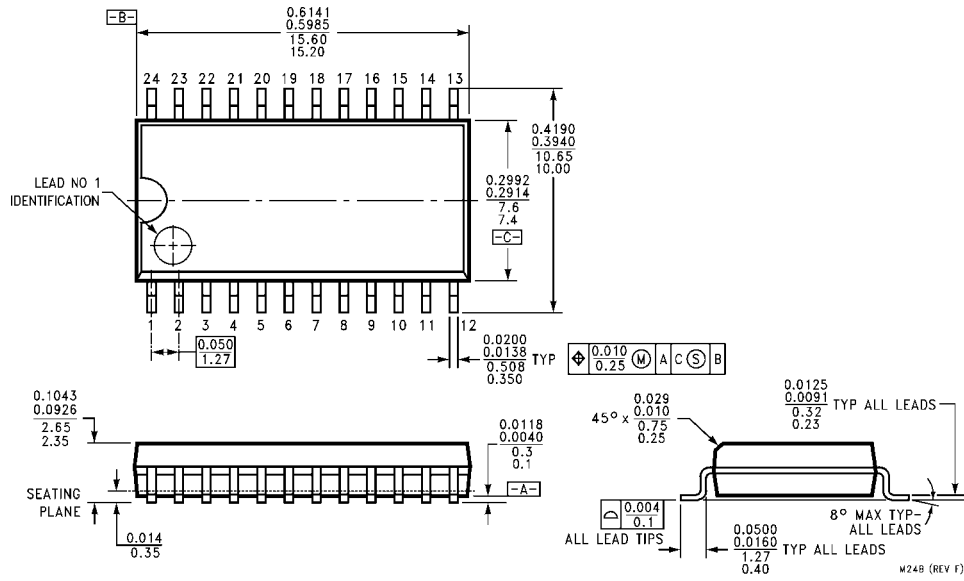 -B-
0.6141
0.5985
15.60
15.20
24 23 22 21 20 19 18 17 16 15 14 13
LEAD NO 1
IDENTIFICATION
0.4190
0.3940
10.65
10.00
0.2992
0.2914
7.6
7.4
-C-
1 2 3 4 5 6 7 8 9 10 11 12
0.050
1.27
0.0200
0.0138
0.508
0.350
TYP
⌖ 0.010 0.25 Ⓜ A C Ⓢ B
0.1043
0.0926
2.65
2.35
SEATING
PLANE
0.014
0.35
0.0118
0.0040
0.3
0.1
-A-
45° x
0.029
0.010
0.75
0.25
0.0125
0.0091
0.32
0.23
TYP ALL LEADS
0.004
0.1
ALL LEAD TIPS
0.0500
0.0160
1.27
0.40
TYP ALL LEADS
8° MAX TYP-
ALL LEADS
M24B (REV F)